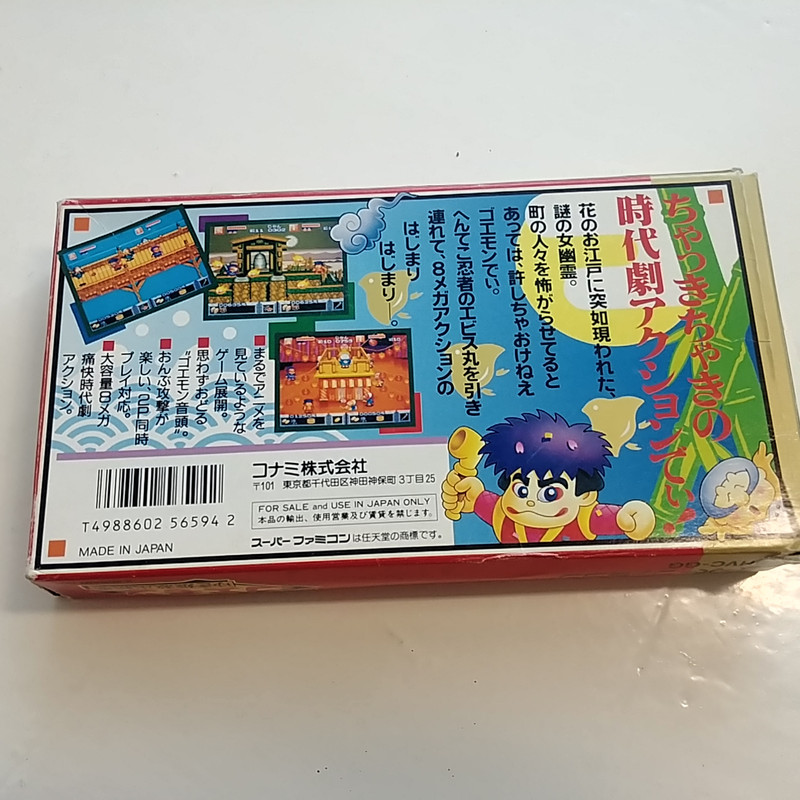 ちゃっきちゃきの
時代劇アクションでぃ!
花のお江戸に突如現われた、
謎の女幽霊。
町の人々を怖がらせてると
あっては、許しちゃおけねえ
ゴエモンでぃ。
へんてこ忍者のエビス丸を引き
連れて、8メガアクションの
はじまり
はじまりー。
■まるでアニメを
見ているような
ゲーム展開。
■思わずおどる
"ゴエモン音頭"。
■おんぶ攻撃が
楽しい、2P同時
プレイ対応。
■大容量8メガ
痛快時代劇
アクション。
コナミ株式会社
〒101 東京都千代田区神田神保町3丁目25
FOR SALE and USE IN JAPAN ONLY
本品の輸出、使用営業及び賃貸を禁じます。
スーパーファミコンは任天堂の商標です。
T4988602 56594 2
MADE IN JAPAN